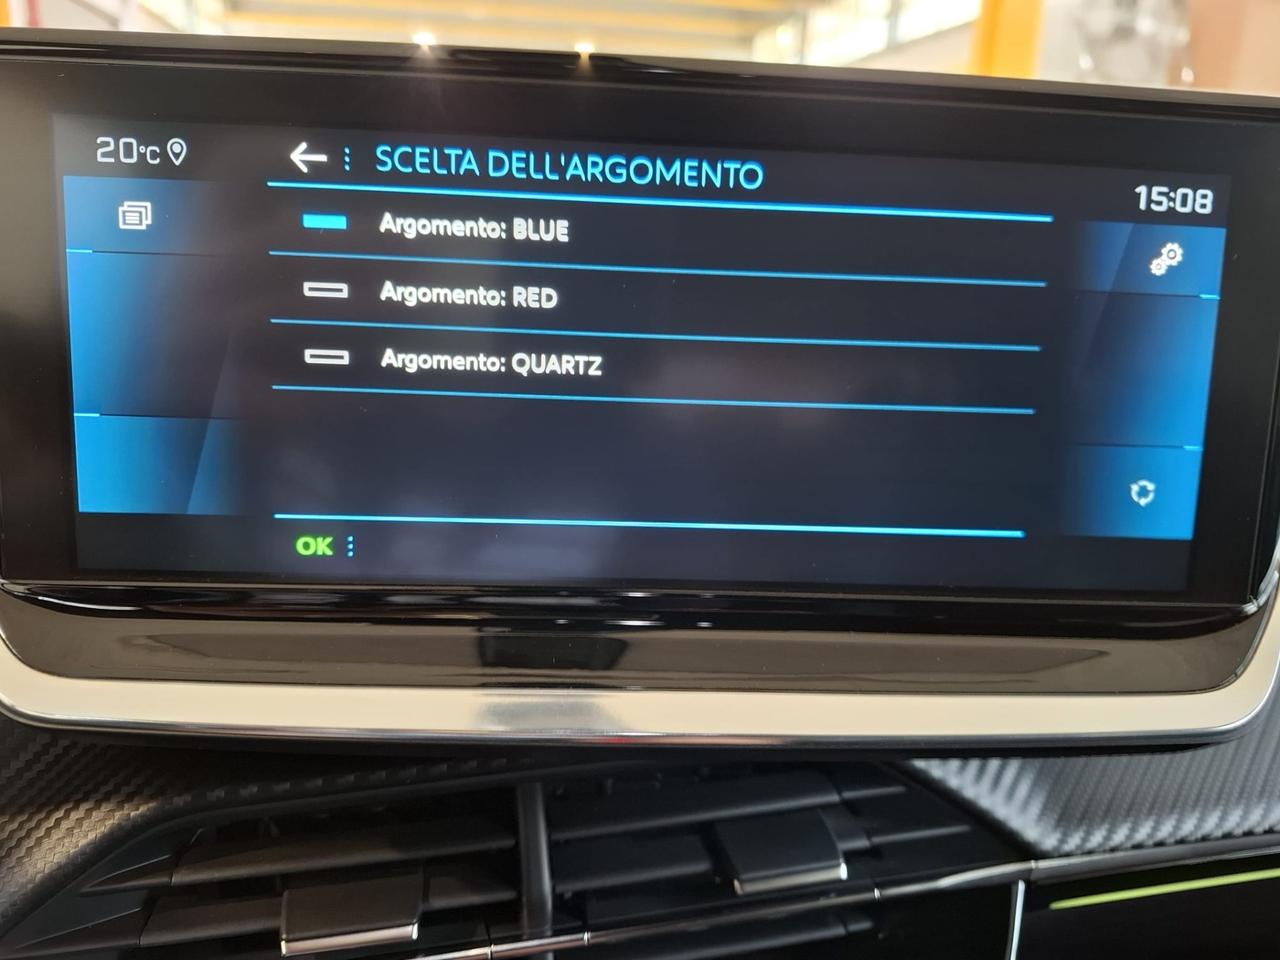 20°C
SCELTA DELL'ARGOMENTO
15:08
Argomento: BLUE
Argomento: RED
Argomento: QUARTZ
OK